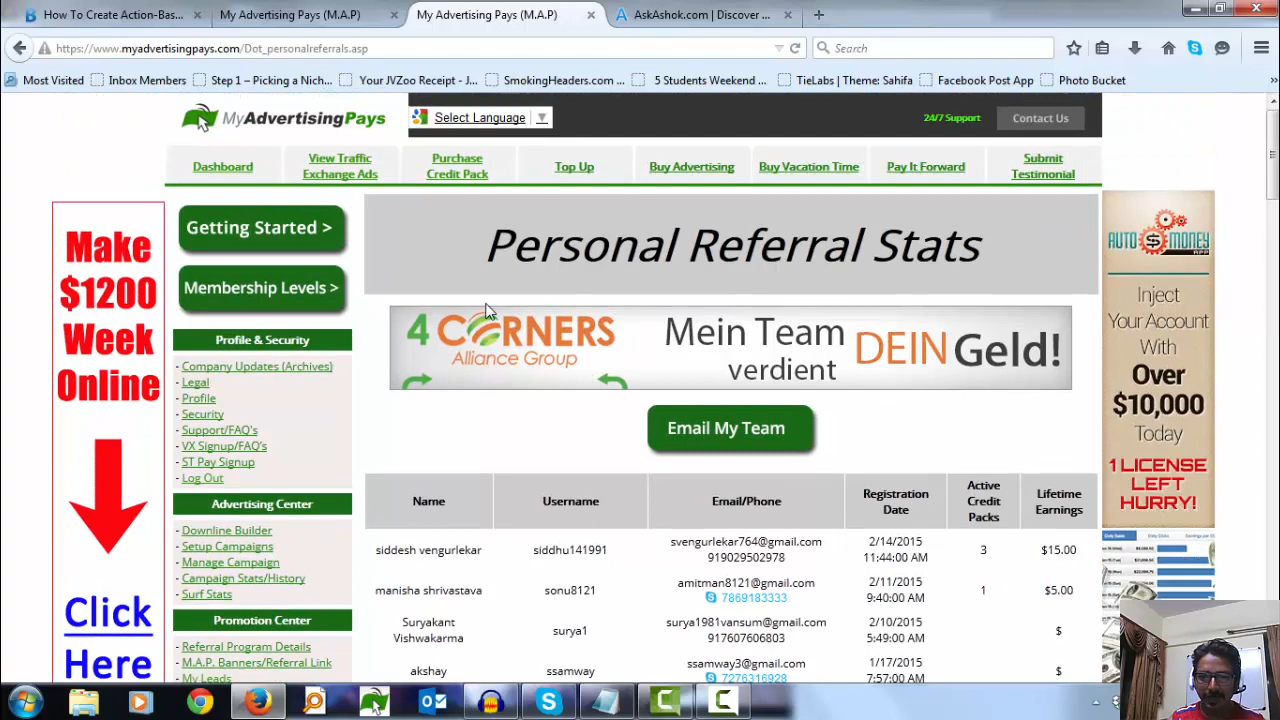 How To Create Action-Bas...
My Advertising Pays (M.A.P)
My Advertising Pays (M.A.P)
AskAshok.com | Discover ...
https://www.myadvertisingpays.com/Dot_personalreferrals.asp
Search
Most Visited
Inbox Members
Step 1 – Picking a Nich...
Your JVZoo Receipt - J...
SmokingHeaders.com ...
5 Students Weekend ...
TieLabs | Theme: Sahifa
Facebook Post App
Photo Bucket
MyAdvertisingPays
Select Language
24/7 Support
Contact Us
Dashboard
View Traffic
Exchange Ads
Purchase
Credit Pack
Top Up
Buy Advertising
Buy Vacation Time
Pay It Forward
Submit
Testimonial
Make
$1200
Week
Online
Click
Here
Getting Started >
Membership Levels >
Profile & Security
- Company Updates (Archives)
- Legal
- Profile
- Security
- Support/FAQ's
- VX Signup/FAQ's
- ST Pay Signup
- Log Out
Advertising Center
- Downline Builder
- Setup Campaigns
- Manage Campaign
- Campaign Stats/History
- Surf Stats
Promotion Center
- Referral Program Details
- M.A.P. Banners/Referral Link
- My Leads
Personal Referral Stats
4 CORNERS
Alliance Group
Mein Team
verdient
DEIN Geld!
Email My Team
Name Username Email/Phone Registration Date Active Credit Packs Lifetime Earnings
siddesh vengurlekar siddhu141991 svengurlekar764@gmail.com 2/14/2015 3 $15.00
919029502978 11:44:00 AM
manisha shrivastava sonu8121 amitman8121@gmail.com 2/11/2015 1 $5.00
7869183333 9:40:00 AM
Suryakant Vishwakarma surya1 surya1981vansum@gmail.com 2/10/2015 $
917607606803 5:49:00 AM
akshay ssamway ssamway3@gmail.com 1/17/2015 $
7276316928 7:57:00 AM
AUTO $ MONEY
APP
Inject
Your Account
With
Over
$10,000
Today
1 LICENSE
LEFT
HURRY!